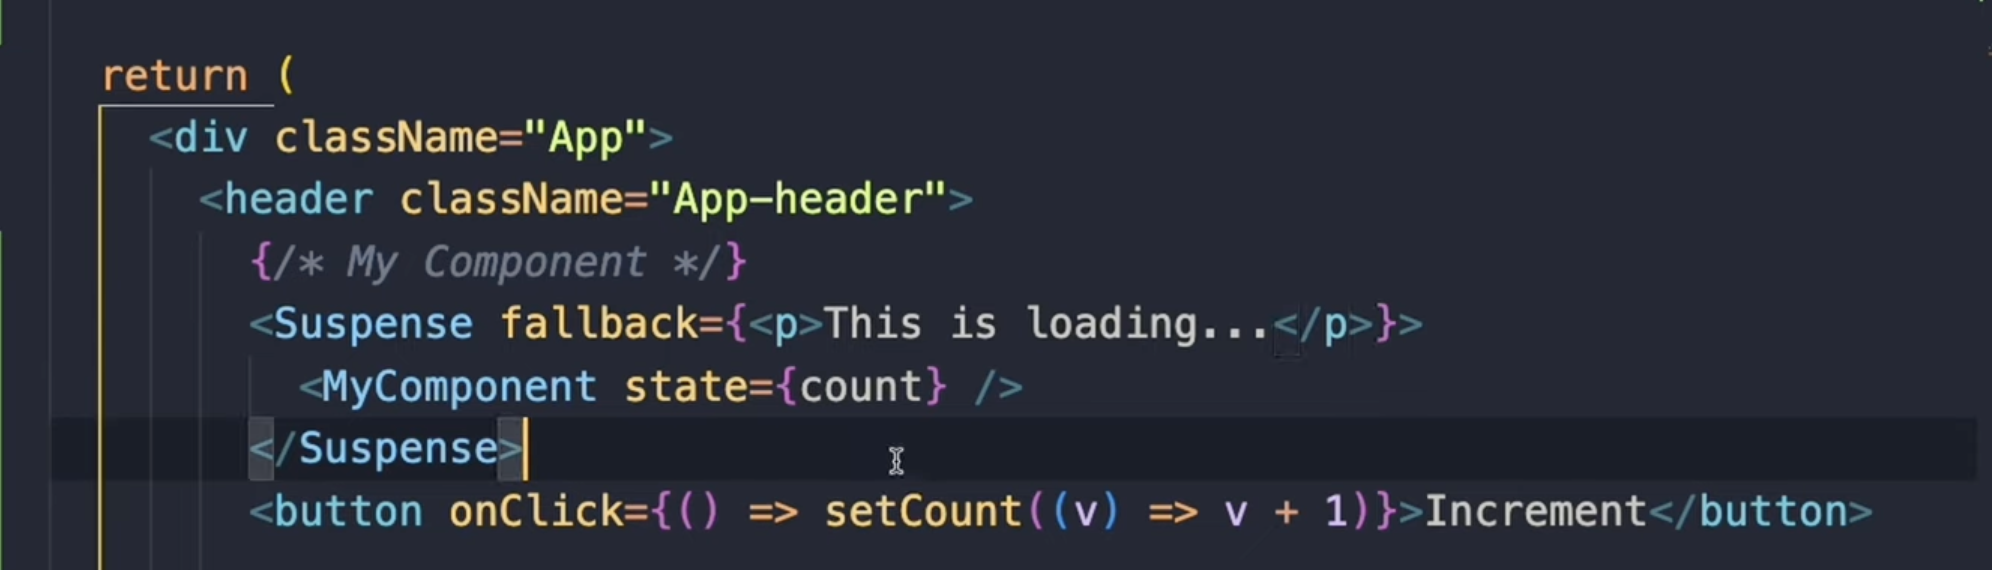 return (
<div className="App">
<header className="App-header">
{/* My Component */}
<Suspense fallback={<p>This is loading...</p>}>
<MyComponent state={count} />
</Suspense>
<button onClick={() => setCount((v) => v + 1)}>Increment</button>